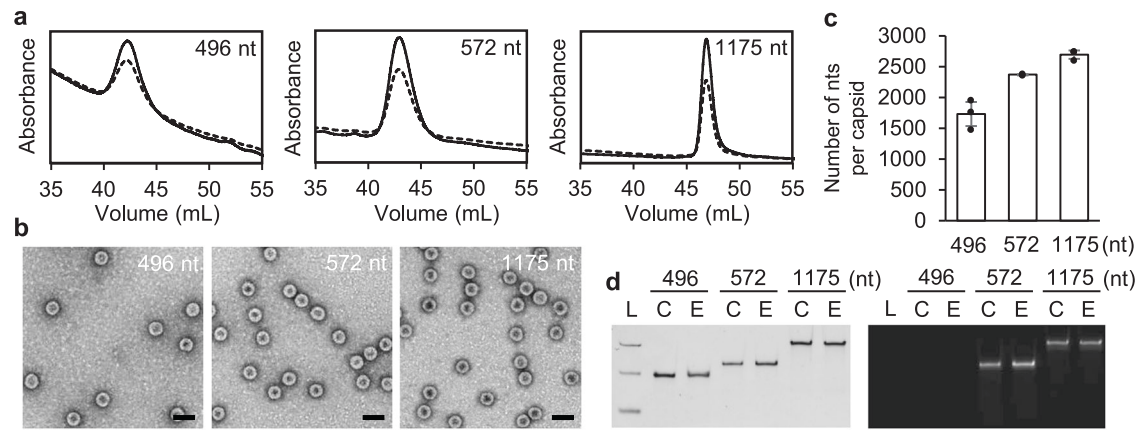 a
496 nt
572 nt
1175 nt
Absorbance
Absorbance
Absorbance
35 40 45 50 55
35 40 45 50 55
35 40 45 50 55
Volume (mL)
Volume (mL)
Volume (mL)
b
496 nt
572 nt
1175 nt
c
Number of nts
per capsid
3000
2500
2000
1500
1000
500
0
496 572 1175 (nt)
d
496 572 1175 (nt)
L C E C E C E
496 572 1175 (nt)
L C E C E C E